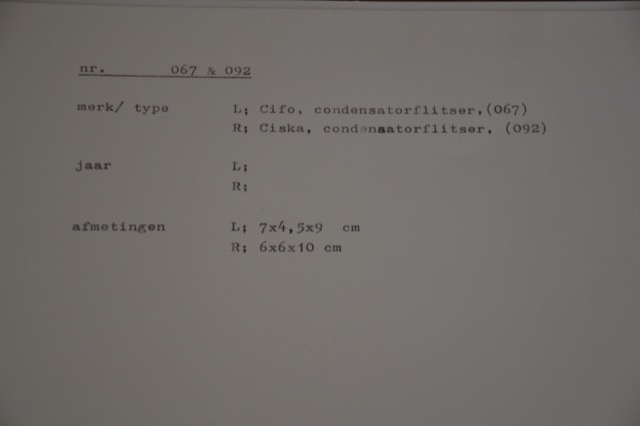 nr. 067 & 092
merk/ type L; Cifo, condensatorflitser,(067)
R; Ciska, condensatorflitser, (092)
jaar L;
R;
afmetingen L; 7x4,5x9 cm
R; 6x6x10 cm